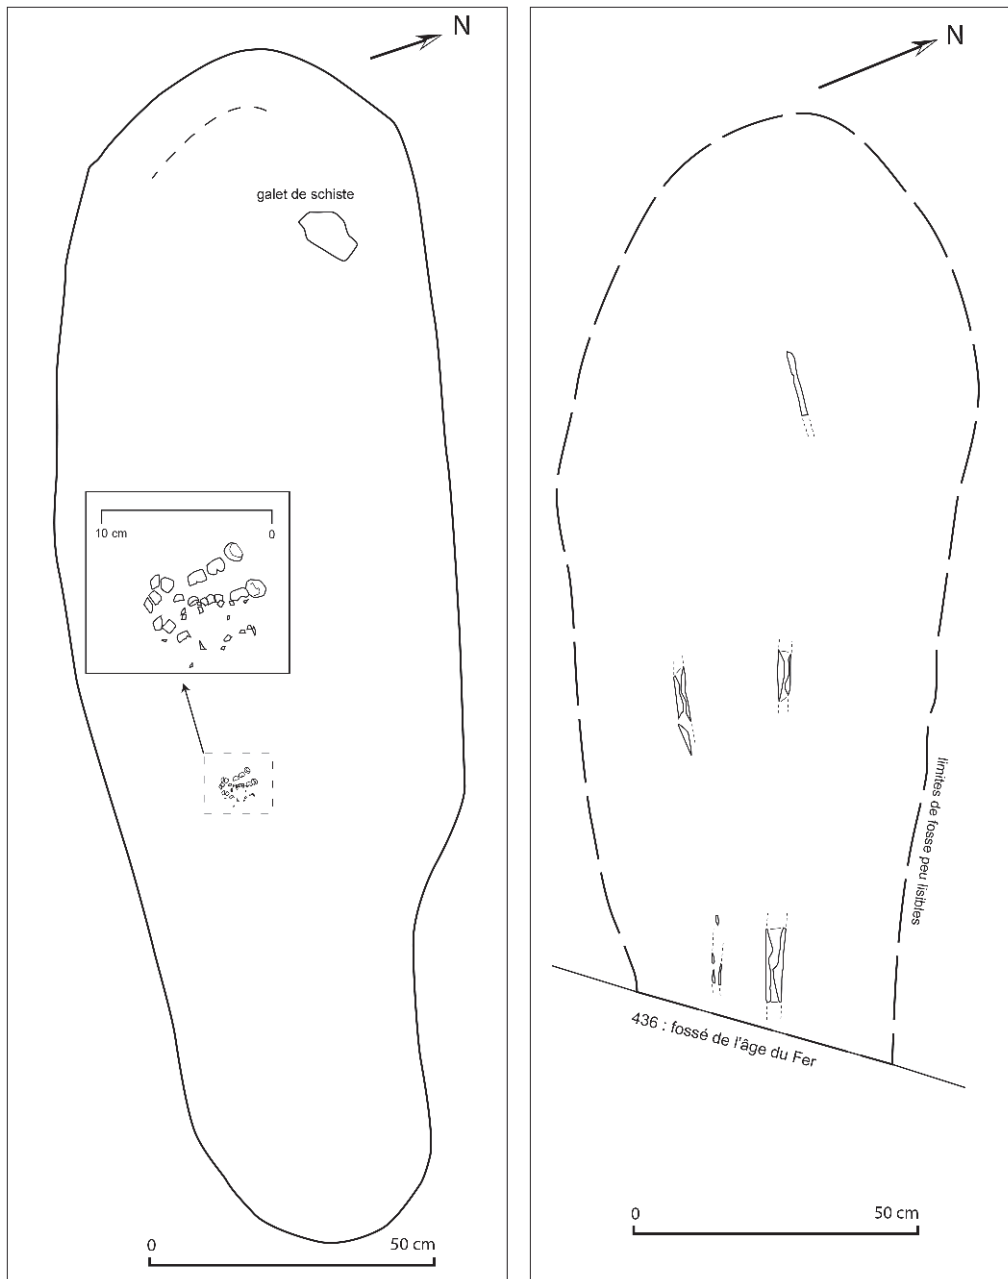 N
galet de schiste
10 cm 0
0 50 cm
N
limites de fosse peu lisibles
436 : fossé de l'âge du Fer
0 50 cm